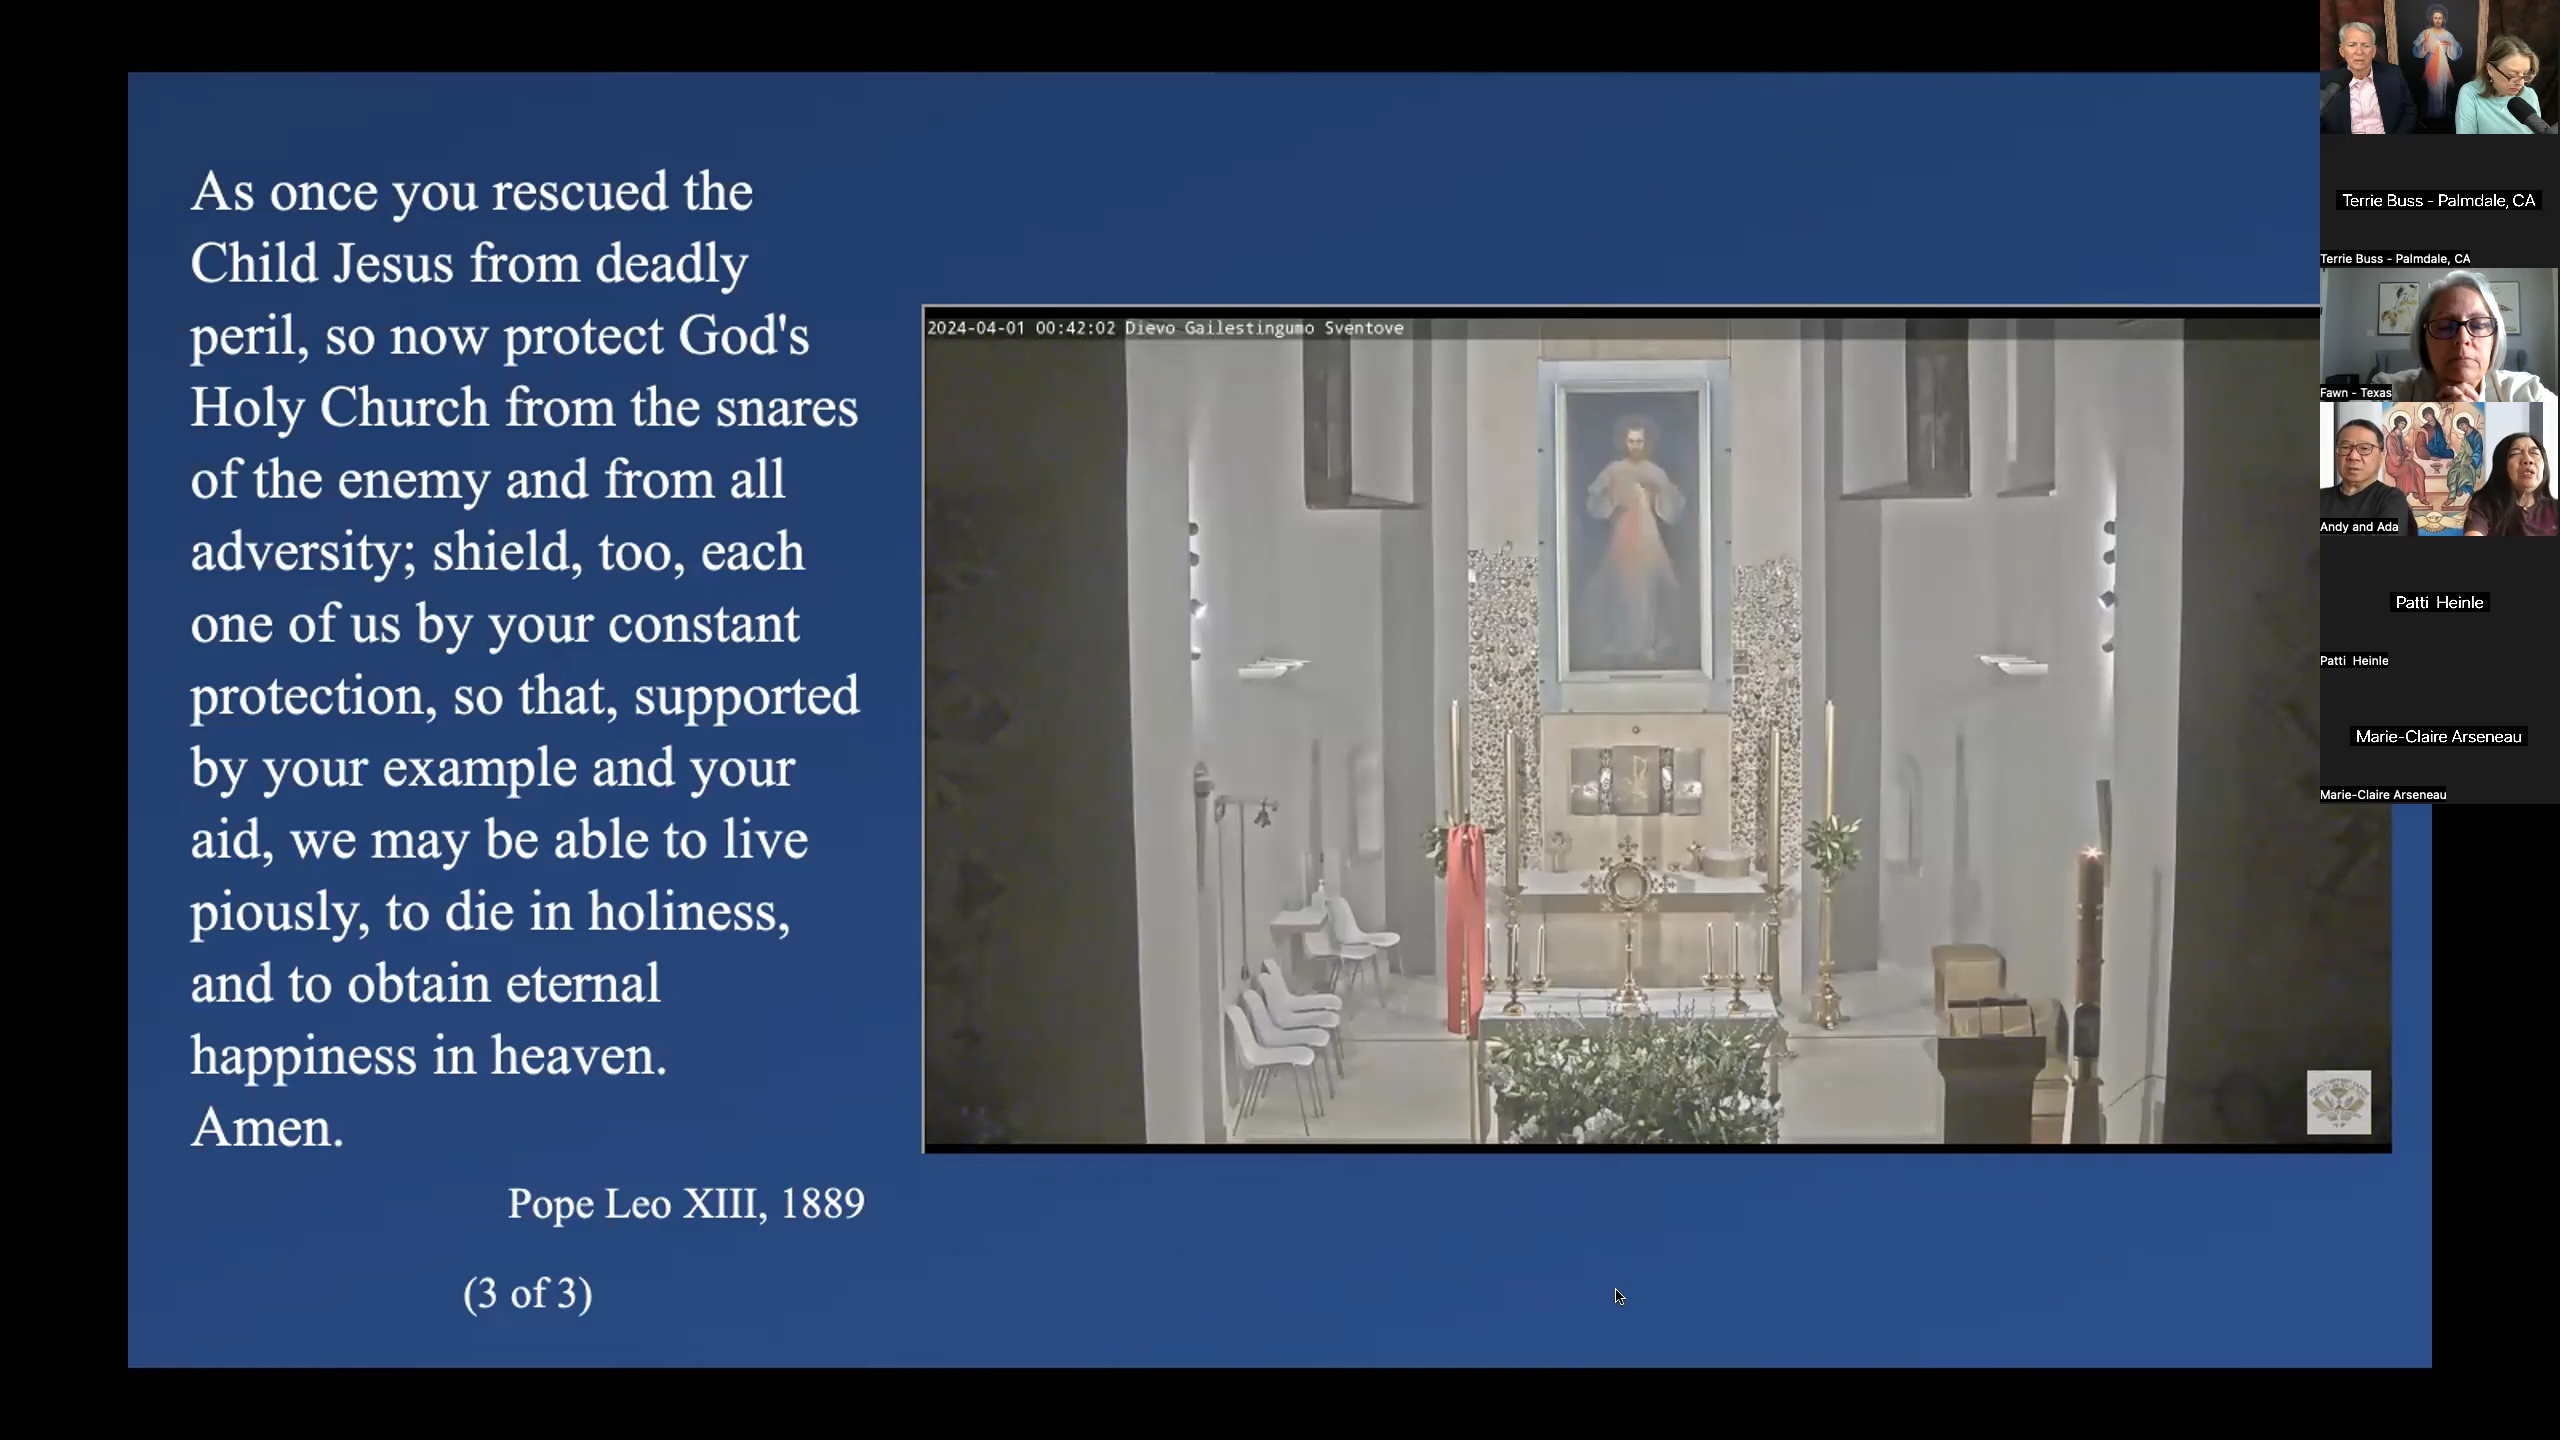 As once you rescued the
Child Jesus from deadly
peril, so now protect God's
Holy Church from the snares
of the enemy and from all
adversity; shield, too, each
one of us by your constant
protection, so that, supported
by your example and your
aid, we may be able to live
piously, to die in holiness,
and to obtain eternal
happiness in heaven.
Amen.
Pope Leo XIII, 1889
(3 of 3)
2024-04-01 00:42:02 Dievo Gailestingumo Sventove
Terrie Buss - Palmdale, CA
Terrie Buss - Palmdale, CA
Fawn - Texas
Andy and Ada
Patti Heinle
Patti Heinle
Marie-Claire Arseneau
Marie-Claire Arseneau